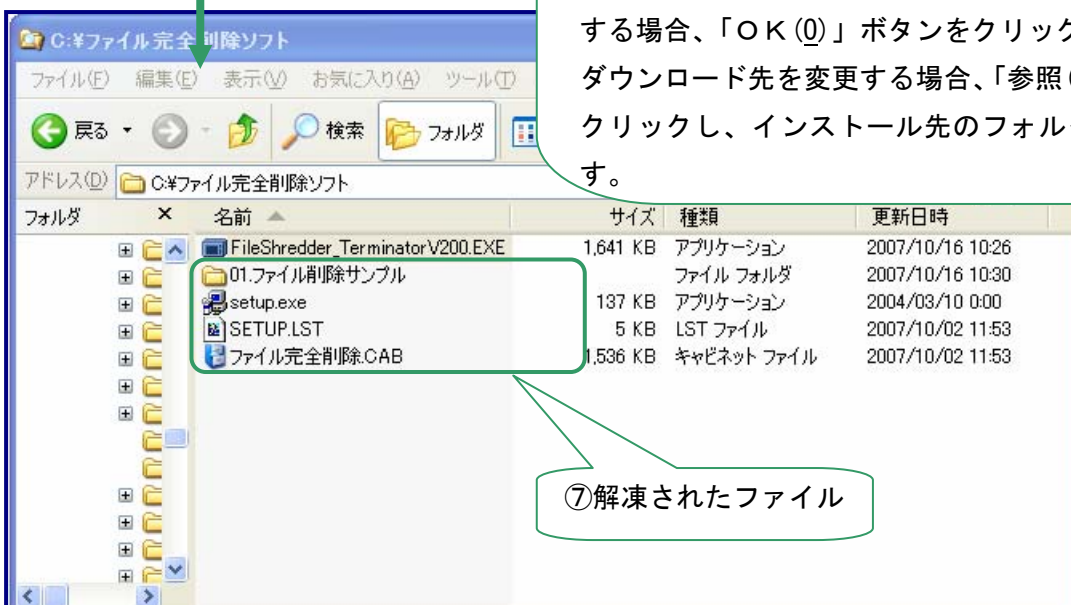 する場合、「OK(O)」ボタンをクリック
ダウンロード先を変更する場合、「参照(
クリックし、インストール先のフォル
す。
C:¥ファイル完全削除ソフト
ファイル(F) 編集(E) 表示(V) お気に入り(A) ツール(T)
戻る 検索 フォルダ
アドレス(D) C:¥ファイル完全削除ソフト
フォルダ × 名前 サイズ 種類 更新日時
FileShredder_TerminatorV200.EXE 1,641 KB アプリケーション 2007/10/16 10:26
01.ファイル削除サンプル ファイル フォルダ 2007/10/16 10:30
setup.exe 137 KB アプリケーション 2004/03/10 0:00
SETUP.LST 5 KB LST ファイル 2007/10/02 11:53
ファイル完全削除.CAB 1,536 KB キャビネット ファイル 2007/10/02 11:53
⑦解凍されたファイル